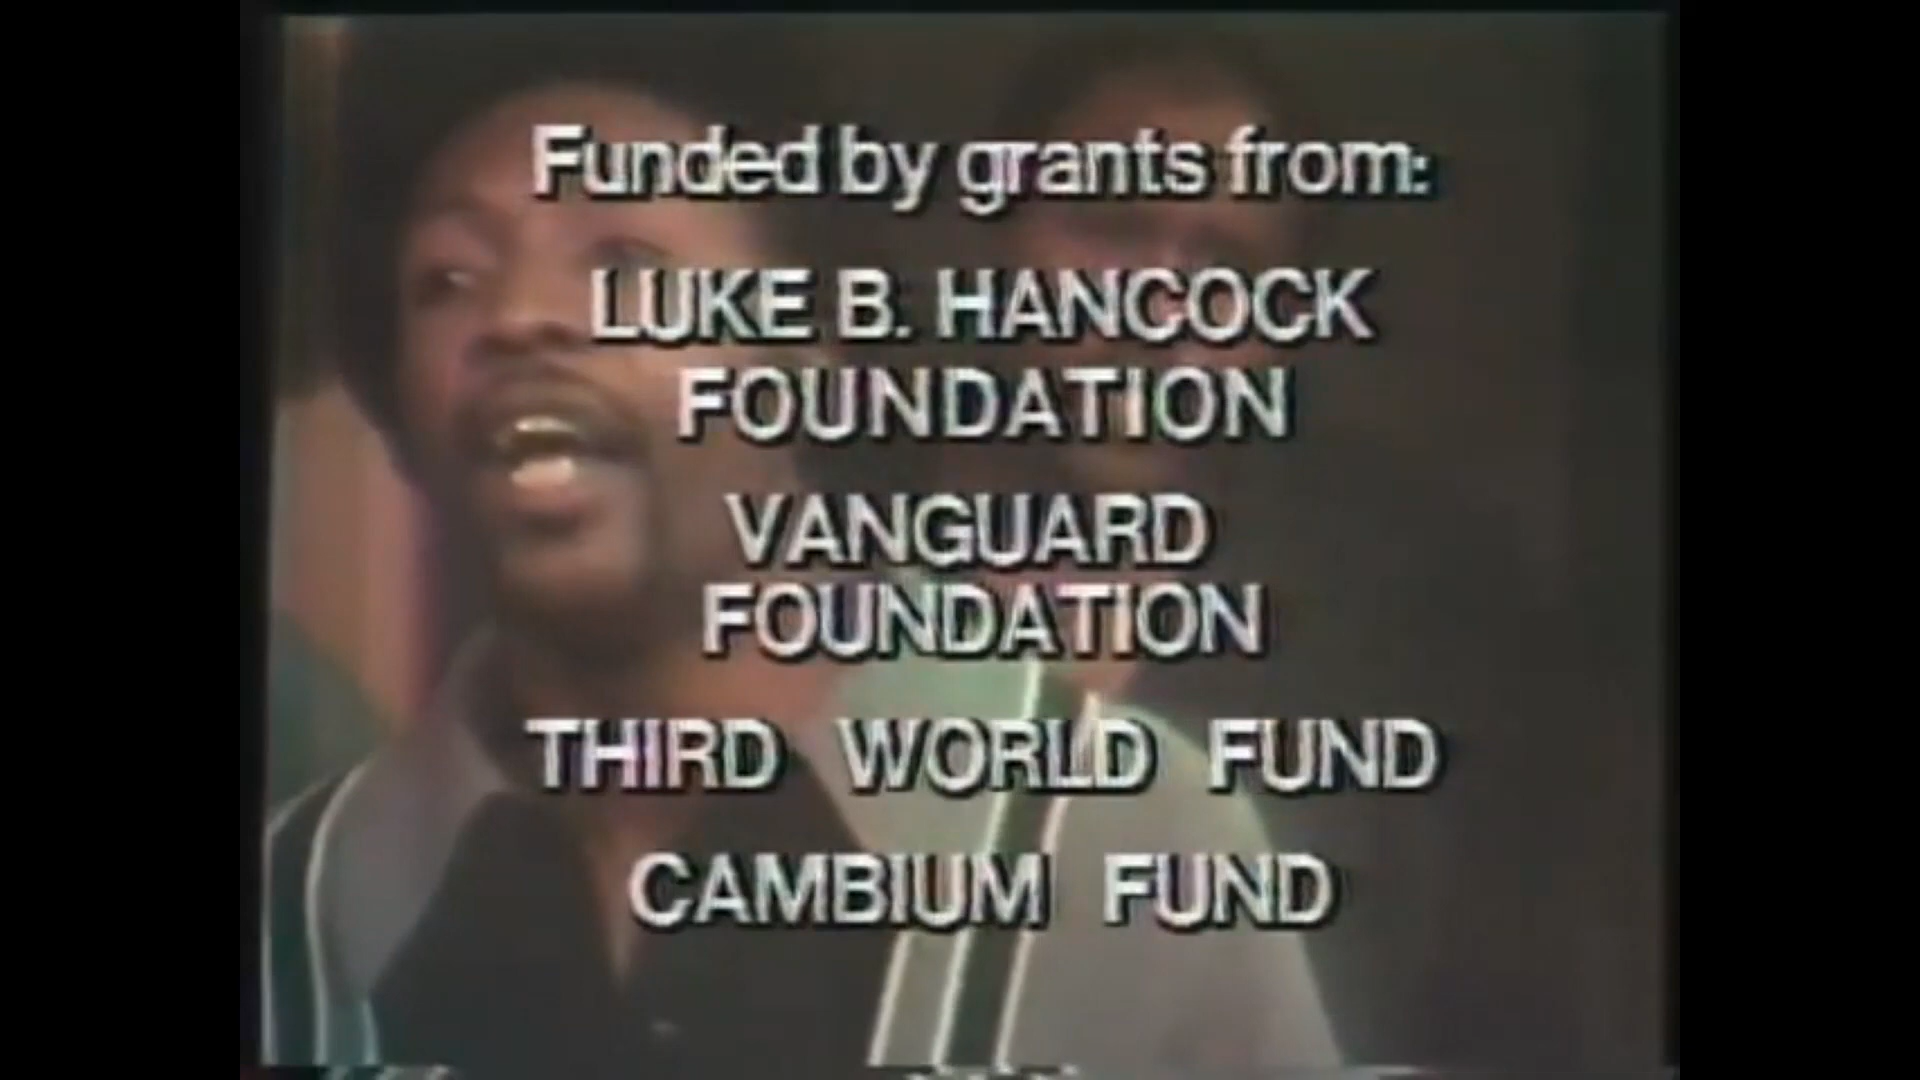 Funded by grants from:
LUKE B. HANCOCK
FOUNDATION
VANGUARD
FOUNDATION
THIRD WORLD FUND
CAMBIUM FUND